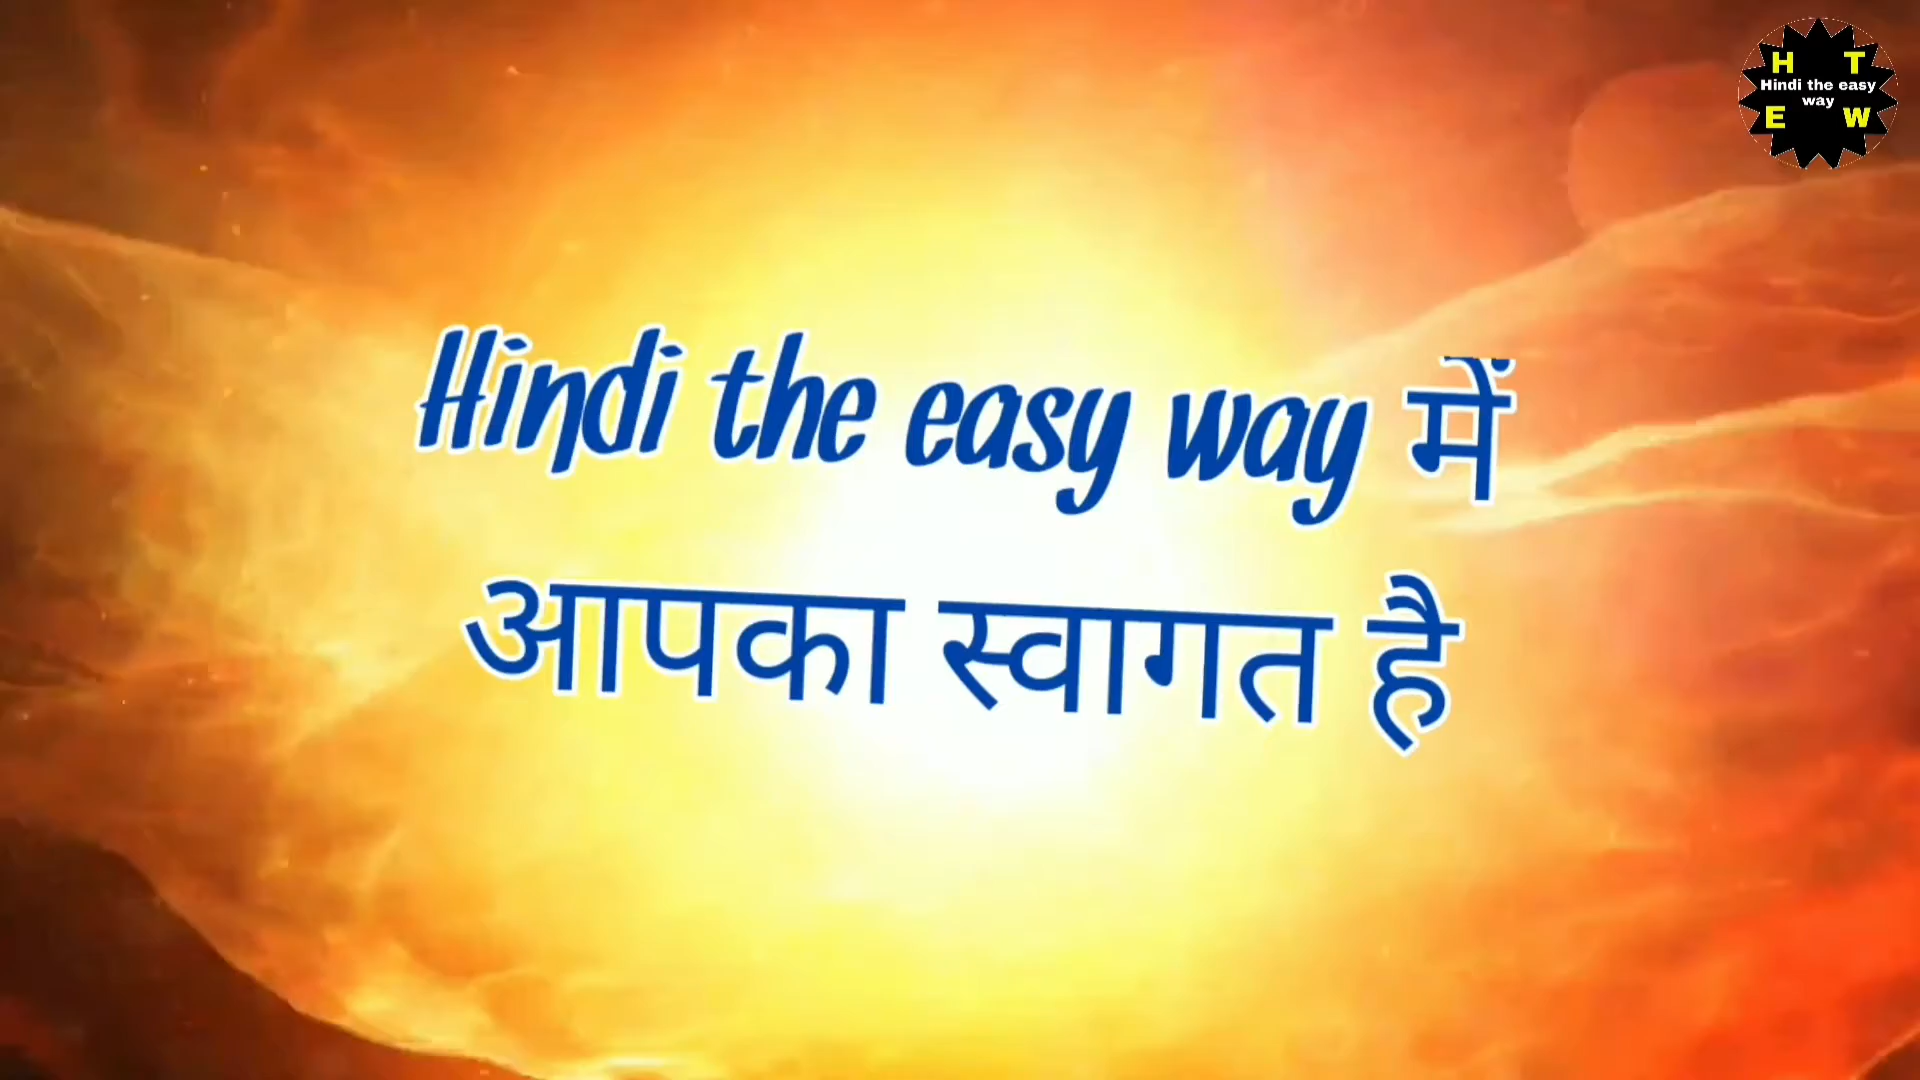 H T
Hindi the easy
way
E W
Hindi the easy way में
आपका स्वागत है